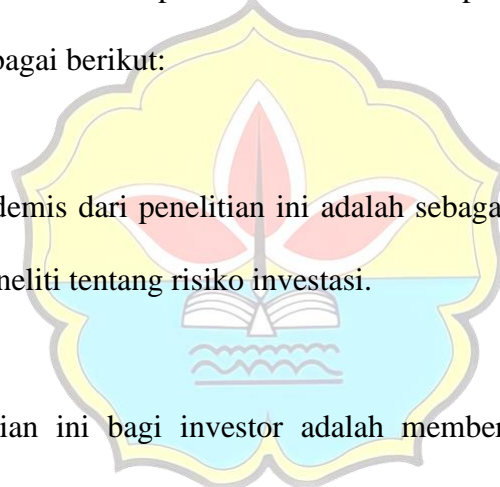 bagai berikut:
demis dari penelitian ini adalah sebaga
neliti tentang risiko investasi.
ian ini bagi investor adalah member